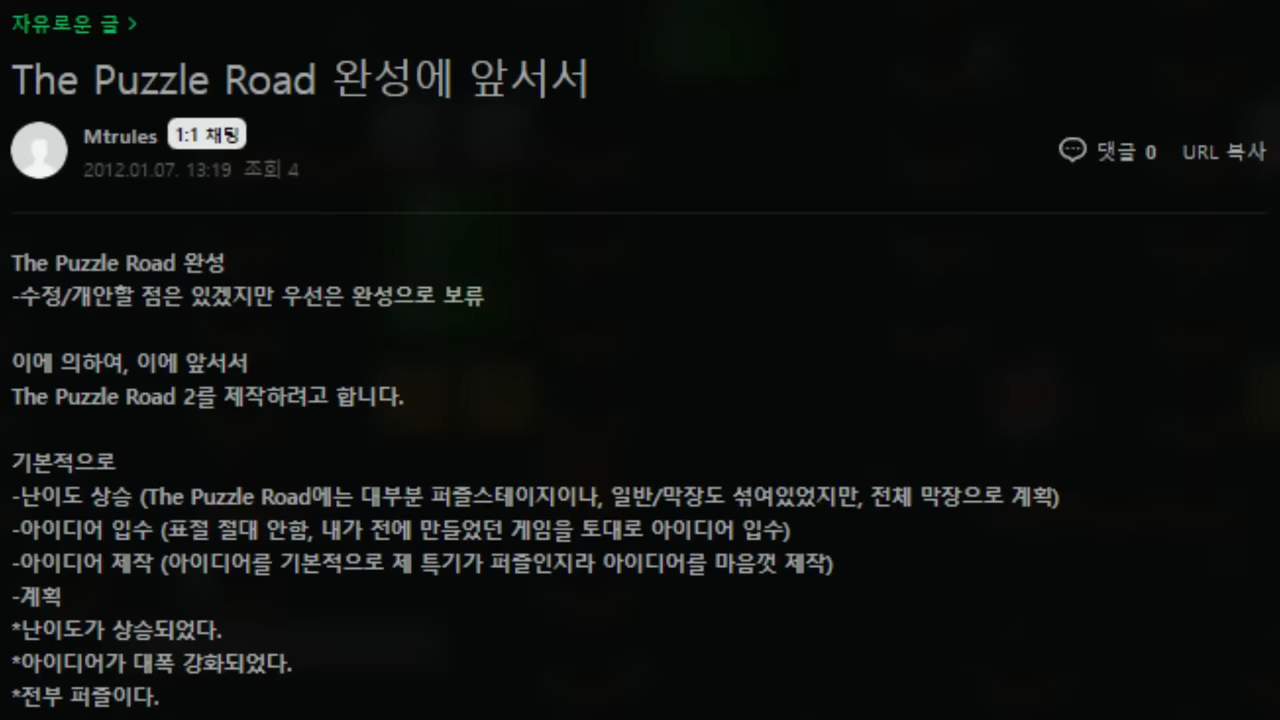 자유로운 글 >
The Puzzle Road 완성에 앞서서
Mtrules 1:1 채팅
2012.01.07. 13:19 조회 4
댓글 0 URL 복사
The Puzzle Road 완성
-수정/개안할 점은 있겠지만 우선은 완성으로 보류
이에 의하여, 이에 앞서서
The Puzzle Road 2를 제작하려고 합니다.
기본적으로
-난이도 상승 (The Puzzle Road에는 대부분 퍼즐스테이지이나, 일반/막장도 섞여있었지만, 전체 막장으로 계획)
-아이디어 입수 (표절 절대 안함, 내가 전에 만들었던 게임을 토대로 아이디어 입수)
-아이디어 제작 (아이디어를 기본적으로 제 특기가 퍼즐인지라 아이디어를 마음껏 제작)
-계획
*난이도가 상승되었다.
*아이디어가 대폭 강화되었다.
*전부 퍼즐이다.